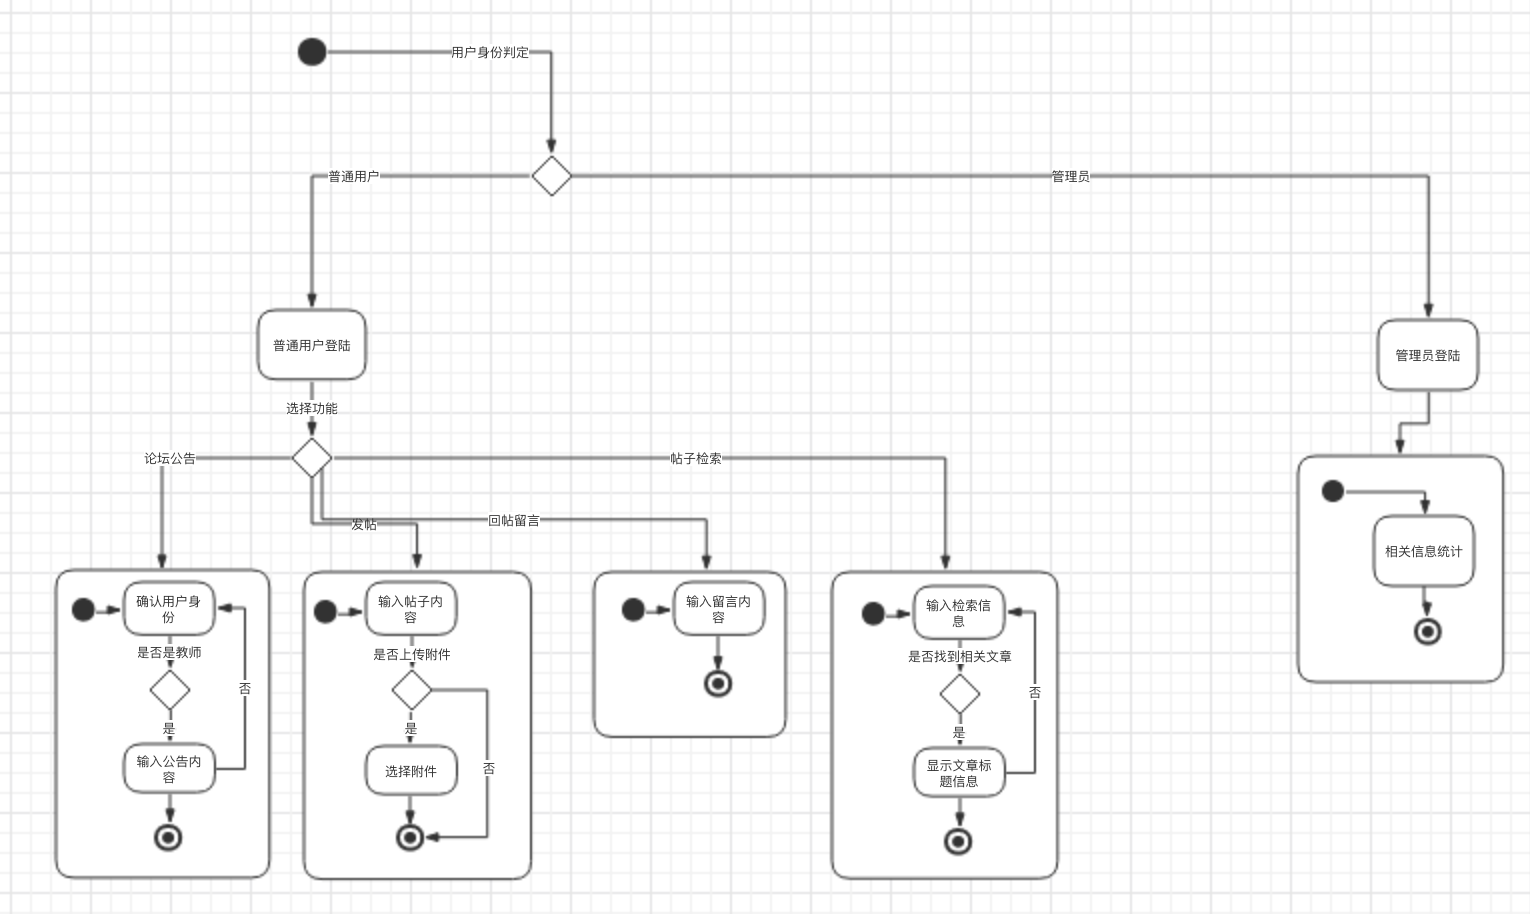 用户身份判定
普通用户
管理员
普通用户登陆
管理员登陆
选择功能
论坛公告
帖子检索
发帖
回帖留言
确认用户身
份
是否是教师
否
是
输入公告内
容
输入帖子内
容
是否上传附件
是
否
选择附件
输入留言内
容
输入检索信
息
是否找到相关文章
否
是
显示文章标
题信息
相关信息统计